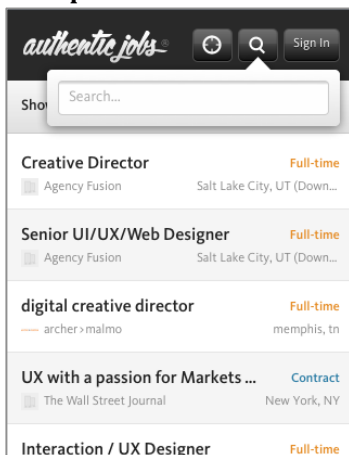 authentic jobs®
Sign In
Search...
Sho
Creative Director Full-time
Agency Fusion Salt Lake City, UT (Down...
Senior UI/UX/Web Designer Full-time
Agency Fusion Salt Lake City, UT (Down...
digital creative director Full-time
archer>malmo memphis, tn
UX with a passion for Markets ... Contract
The Wall Street Journal New York, NY
Interaction / UX Designer Full-time